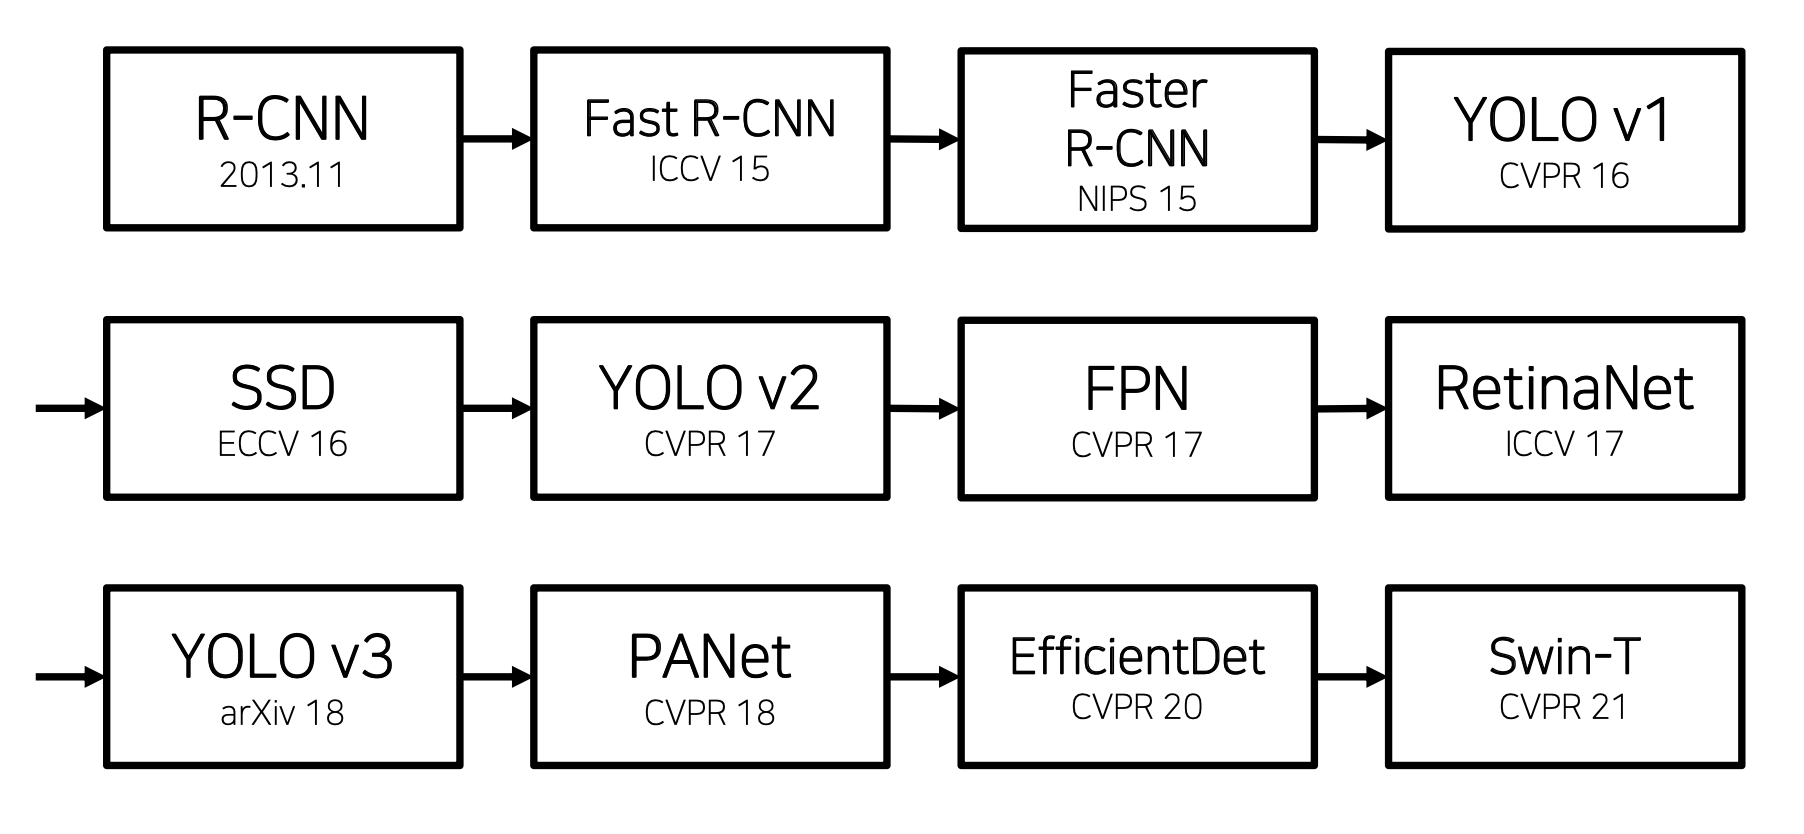 R-CNN
2013.11
Fast R-CNN
ICCV 15
Faster
R-CNN
NIPS 15
YOLO v1
CVPR 16
SSD
ECCV 16
YOLO v2
CVPR 17
FPN
CVPR 17
RetinaNet
ICCV 17
YOLO v3
arXiv 18
PANet
CVPR 18
EfficientDet
CVPR 20
Swin-T
CVPR 21